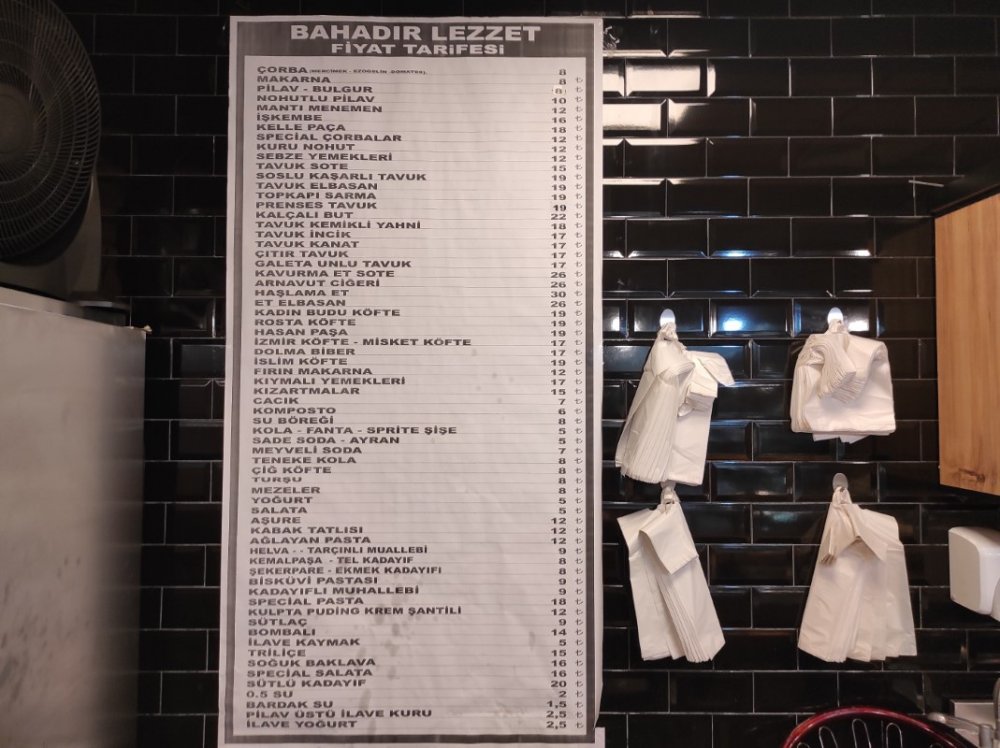 BAHADIR LEZZET
FİYAT TARİFESİ
ÇORBA (MERCİMEK - EZOGELİN -DOMATES). 8
MAKARNA 8 ₺
PİLAV - BULGUR 8 ₺
NOHUTLU PİLAV 10 ₺
MANTI MENEMEN 12 ₺
İŞKEMBE 16 ₺
KELLE PAÇA 18 ₺
SPECİAL ÇORBALAR 12 ₺
KURU NOHUT 12 ₺
SEBZE YEMEKLERİ 12 ₺
TAVUK SOTE 15 ₺
SOSLU KAŞARLI TAVUK 19 ₺
TAVUK ELBASAN 19 ₺
TOPKAPI SARMA 19 ₺
PRENSES TAVUK 19 ₺
KALÇALI BUT 22 ₺
TAVUK KEMİKLİ YAHNİ 18 ₺
TAVUK İNCİK 17 ₺
TAVUK KANAT 17 ₺
ÇITIR TAVUK 17 ₺
GALETA UNLU TAVUK 17 ₺
KAVURMA ET SOTE 26 ₺
ARNAVUT CİĞERİ 26 ₺
HAŞLAMA ET 30 ₺
ET ELBASAN 26 ₺
KADIN BUDU KÖFTE 19 ₺
ROSTA KÖFTE 19 ₺
HASAN PAŞA 19 ₺
İZMİR KÖFTE - MİSKET KÖFTE 17 ₺
DOLMA BİBER 17 ₺
İSLİM KÖFTE 19 ₺
FIRIN MAKARNA 12 ₺
KIYMALI YEMEKLERİ 17 ₺
KIZARTMALAR 15 ₺
CACIK 7 ₺
KOMPOSTO 6 ₺
SU BÖREĞİ 8 ₺
KOLA - FANTA - SPRİTE ŞİŞE 5 ₺
SADE SODA - AYRAN 5 ₺
MEYVELİ SODA 7 ₺
TENEKE KOLA 8 ₺
ÇİĞ KÖFTE 8 ₺
TURŞU 8 ₺
MEZELER 8 ₺
YOĞURT 5 ₺
SALATA 5 ₺
AŞURE 12 ₺
KABAK TATLISI 12 ₺
AĞLAYAN PASTA 12 ₺
HELVA - - TARÇINLI MUALLEBİ 9 ₺
KEMALPAŞA - TEL KADAYIF 8 ₺
ŞEKERPARE - EKMEK KADAYIFI 8 ₺
BİSKÜVİ PASTASI 9 ₺
KADAYIFLI MUHALLEBİ 9 ₺
SPECİAL PASTA 18 ₺
KULPTA PUDİNG KREM ŞANTİLİ 12 ₺
SÜTLAÇ 9 ₺
BOMBALI 14 ₺
İLAVE KAYMAK 5 ₺
TRİLİÇE 15 ₺
SOĞUK BAKLAVA 16 ₺
SPECİAL SALATA 16 ₺
SÜTLÜ KADAYIF 20 ₺
0.5 SU 2 ₺
BARDAK SU 1,5 ₺
PİLAV ÜSTÜ İLAVE KURU 2,5 ₺
İLAVE YOĞURT 2,5 ₺